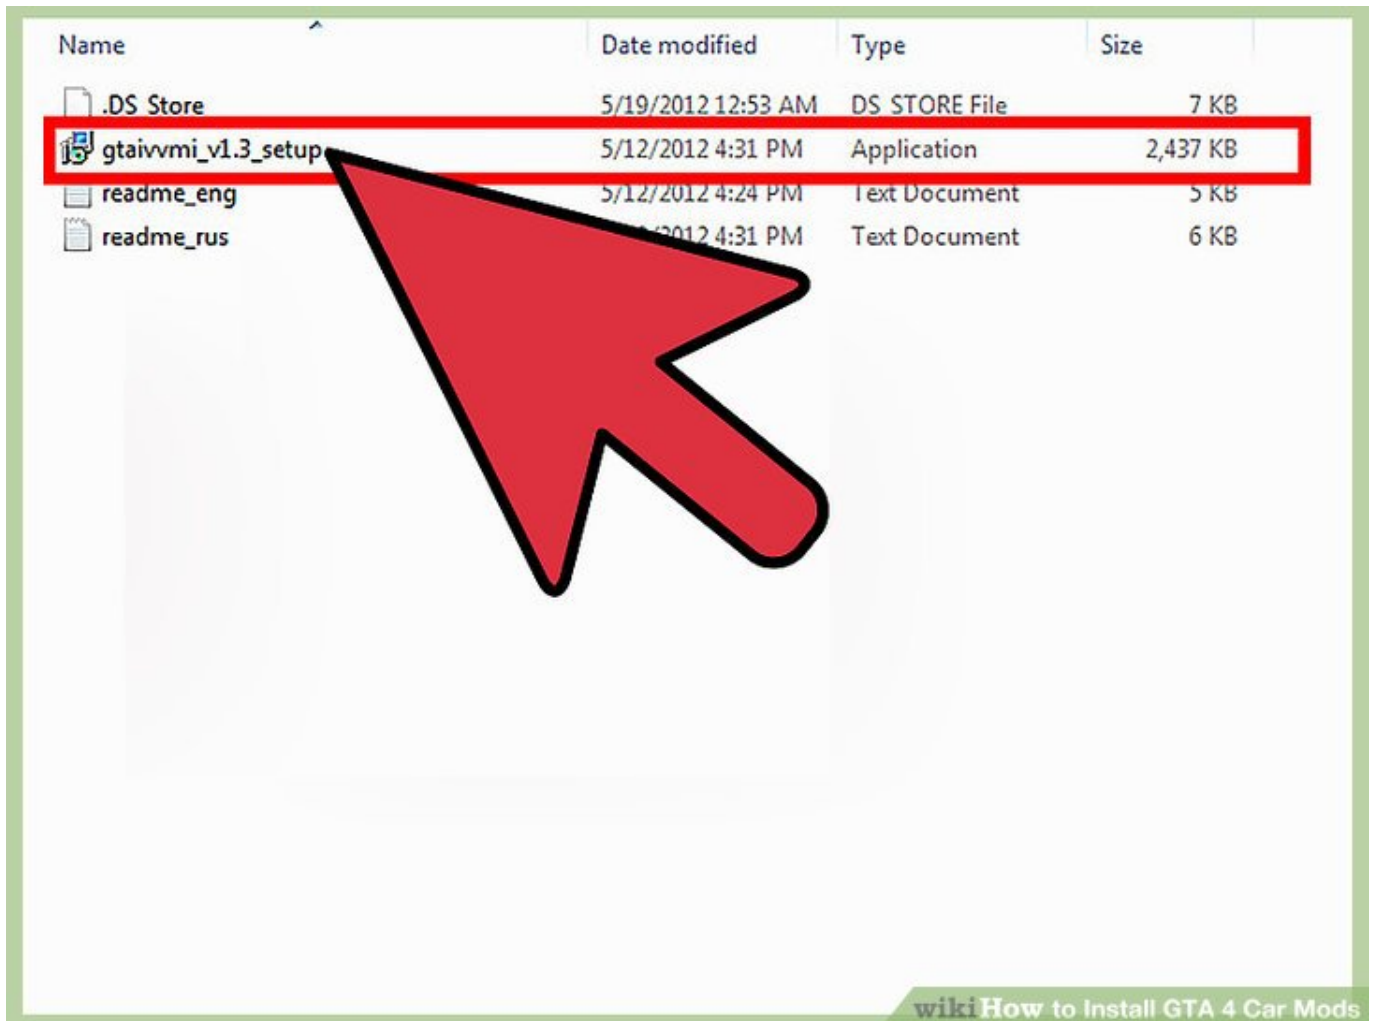 Name Date modified Type Size
.DS Store 5/19/2012 12:53 AM DS STORE File 7 KB
gtaivvmi_v1.3_setup 5/12/2012 4:31 PM Application 2,437 KB
readme_eng 5/12/2012 4:24 PM Text Document 5 KB
readme_rus 2012 4:31 PM Text Document 6 KB
wikiHow to Install GTA 4 Car Mods